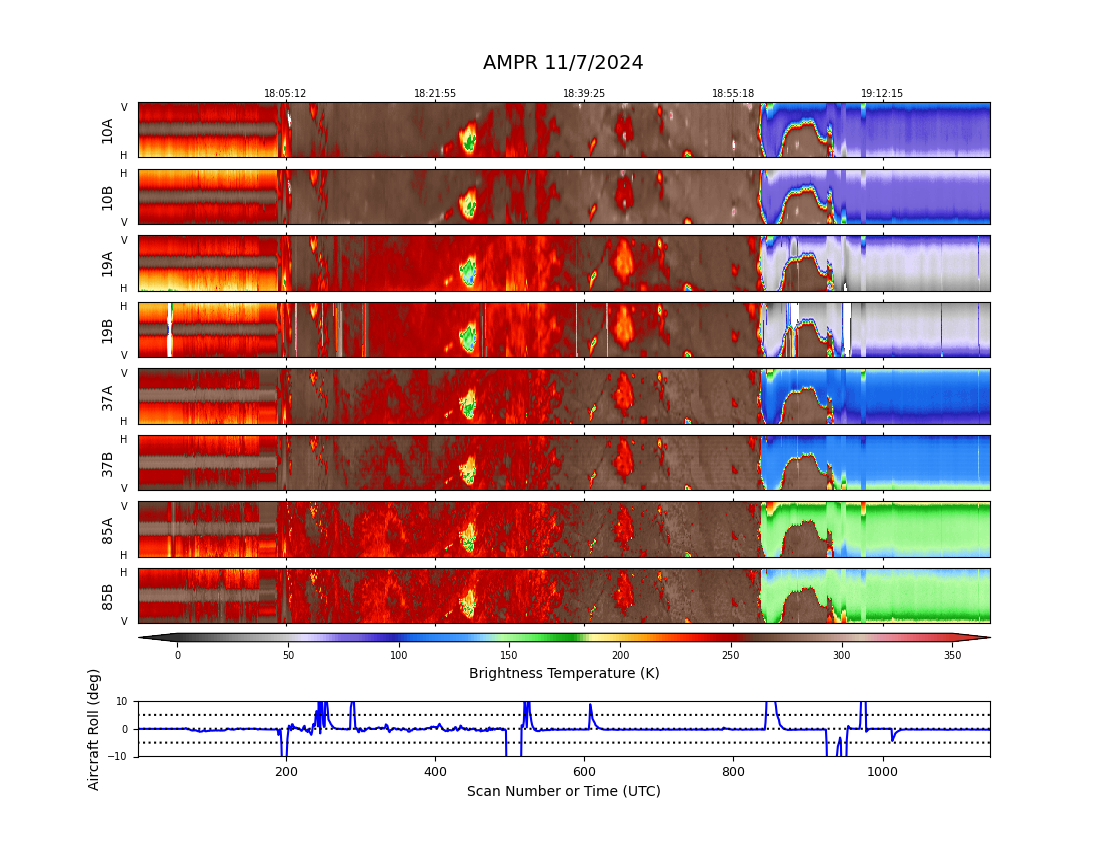 AMPR 11/7/2024
18:05:12 18:21:55 18:39:25 18:55:18 19:12:15
V
10A
H
H
10B
V
V
19A
H
H
19B
V
V
37A
H
H
37B
V
V
85A
H
H
85B
V
0 50 100 150 200 250 300 350
Brightness Temperature (K)
Aircraft Roll (deg)
10
0
−10
200 400 600 800 1000
Scan Number or Time (UTC)